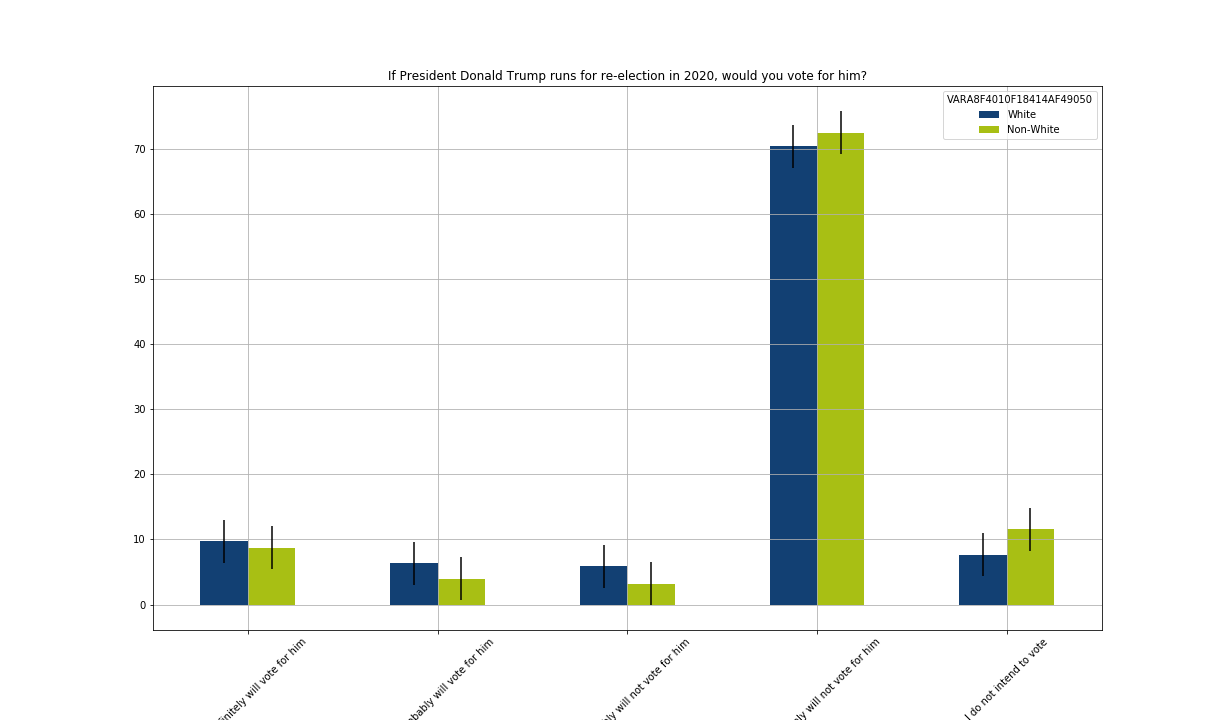 If President Donald Trump runs for re-election in 2020, would you vote for him?
VARA8F4010F18414AF49050
White
Non-White
70
60
50
40
30
20
10
0
will vote for him
will vote for him
will not vote for him
will not vote for him
I do not intend to vote